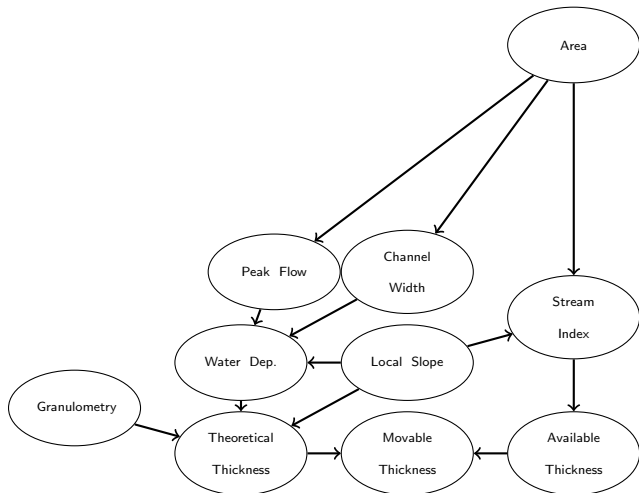 Area
Peak Flow
Channel
Width
Stream
Index
Water Dep.
Local Slope
Granulometry
Theoretical
Thickness
Movable
Thickness
Available
Thickness